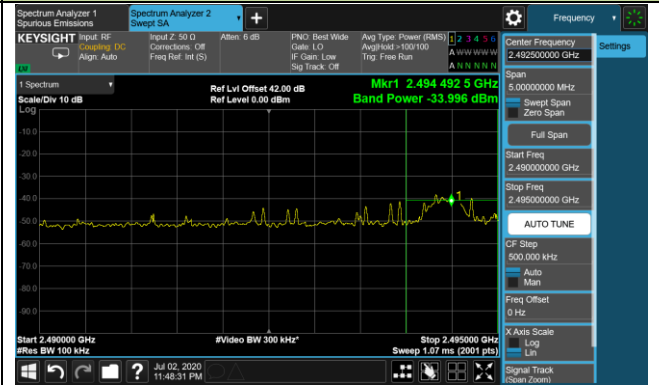 Spectrum Analyzer 1
Spurious Emissions
Spectrum Analyzer 2
Swept SA
+
Frequency
KEYSIGHT
Input: RF
Coupling: DC
Align: Auto
Input Z: 50 Ω
Corrections: Off
Freq Ref: Int (S)
Atten: 6 dB
PNO: Best Wide
Gate: LO
IF Gain: Low
Sig Track: Off
Avg Type: Power (RMS)
Avg|Hold:>100/100
Trig: Free Run
1 2 3 4 5 6
A W W W W W
A N N N N N
Center Frequency
2.492500000 GHz
Settings
Span
5.00000000 MHz
Swept Span
Zero Span
Full Span
Start Freq
2.490000000 GHz
Stop Freq
2.495000000 GHz
AUTO TUNE
CF Step
500.000 kHz
Auto
Man
Freq Offset
0 Hz
X Axis Scale
Log
Lin
Signal Track
(Span Zoom)
1 Spectrum
Scale/Div 10 dB
Log
Ref Lvl Offset 42.00 dB
Ref Level 0.00 dBm
Mkr1 2.494 492 5 GHz
Band Power -33.996 dBm
-10.0
-20.0
-30.0
-40.0
-50.0
-60.0
-70.0
-80.0
-90.0
1
Start 2.490000 GHz
#Res BW 100 kHz
#Video BW 300 kHz*
Stop 2.495000 GHz
Sweep 1.07 ms (2001 pts)
?
Jul 02, 2020
11:48:31 PM